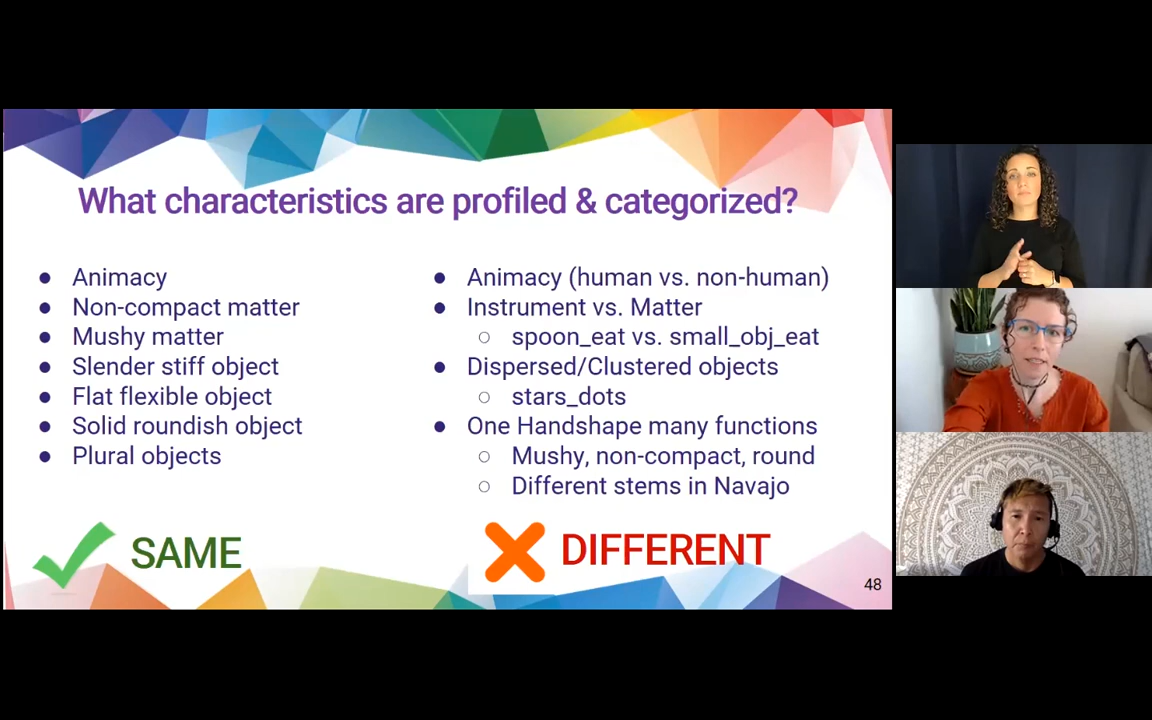 What characteristics are profiled & categorized?
● Animacy
● Non-compact matter
● Mushy matter
● Slender stiff object
● Flat flexible object
● Solid roundish object
● Plural objects
SAME
● Animacy (human vs. non-human)
● Instrument vs. Matter
○ spoon_eat vs. small_obj_eat
● Dispersed/Clustered objects
○ stars_dots
● One Handshape many functions
○ Mushy, non-compact, round
○ Different stems in Navajo
DIFFERENT
48